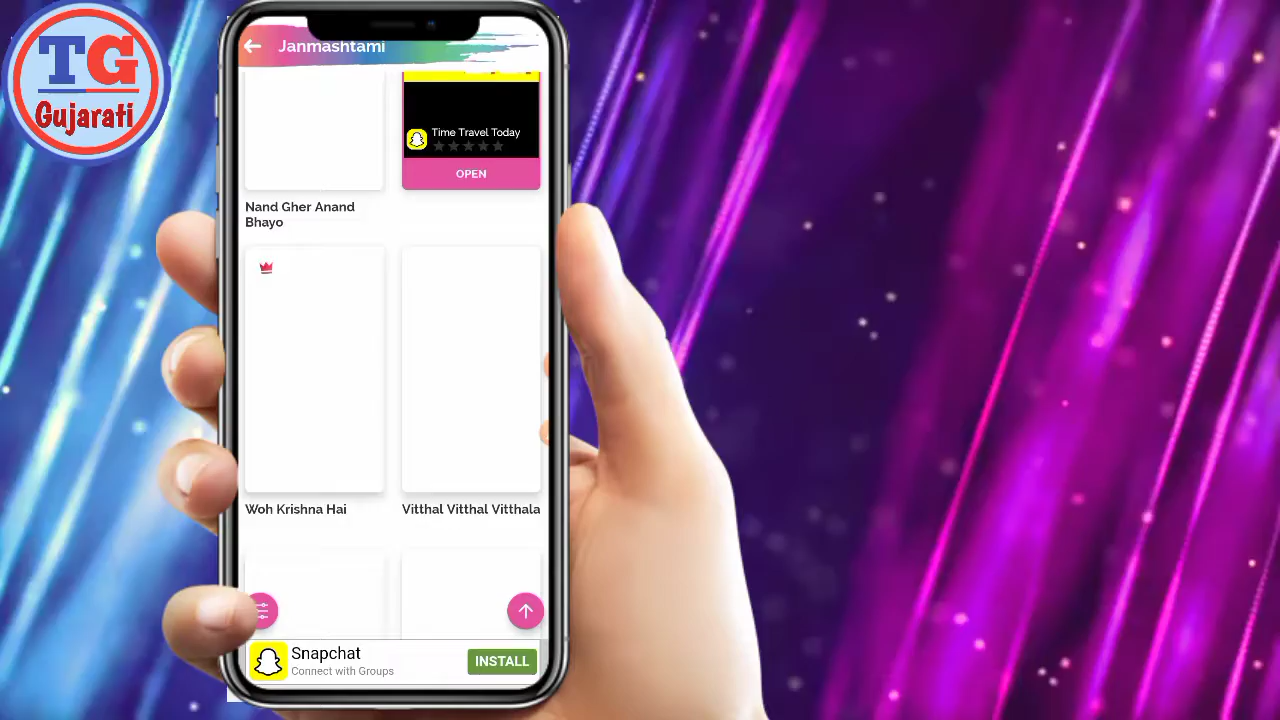 TG
Gujarati
Janmashtami
Time Travel Today
OPEN
Nand Gher Anand
Bhayo
Woh Krishna Hai
Vitthal Vitthal Vitthala
Snapchat
Connect with Groups
INSTALL